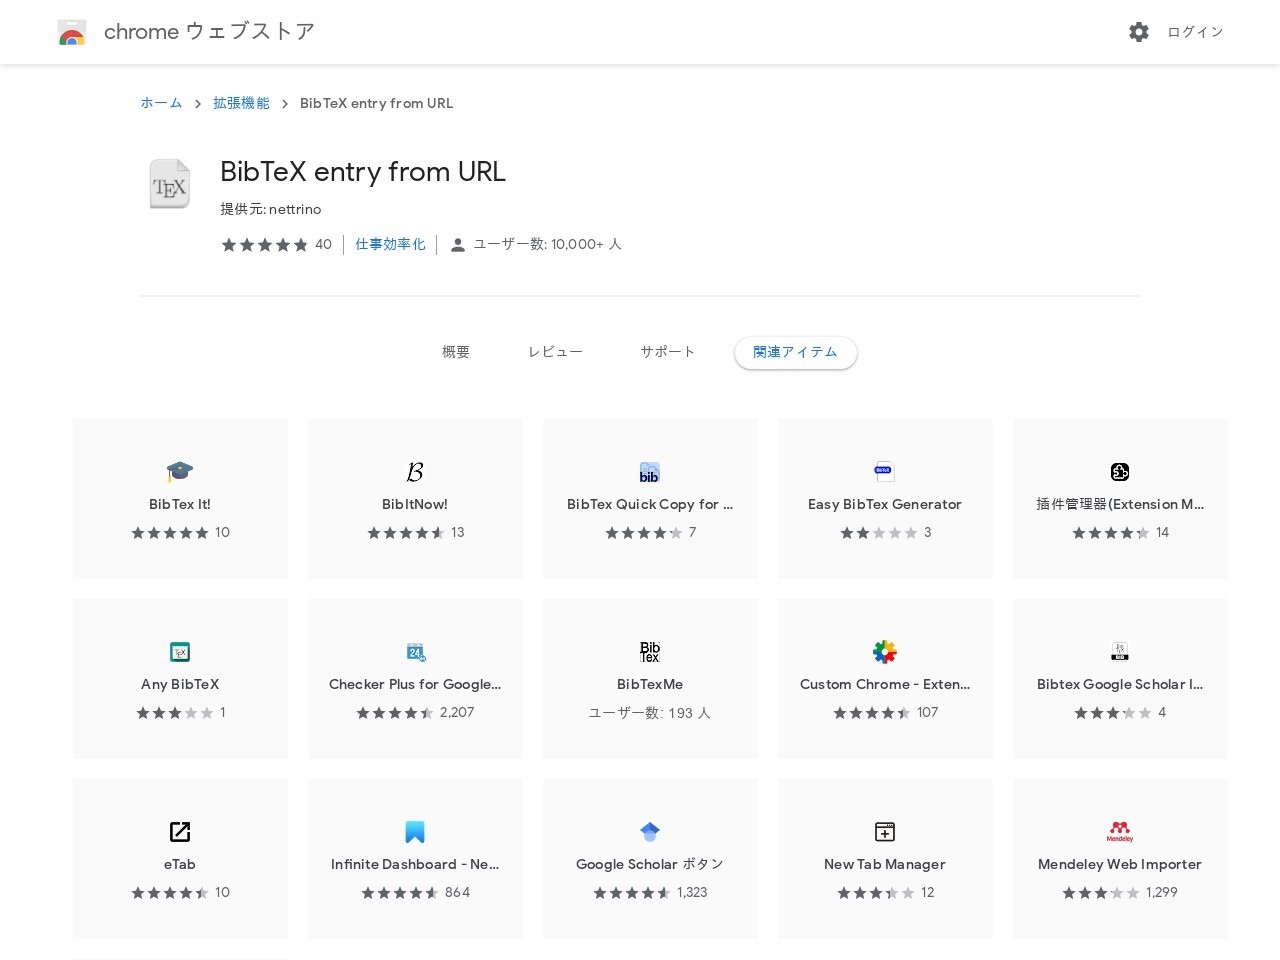 chrome ウェブストア
ログイン
ホーム
拡張機能
BibTeX entry from URL
BibTeX entry from URL
提供元: nettrino
40
仕事効率化
ユーザー数: 10,000+ 人
概要
レビュー
サポート
関連アイテム
BibTex It!
10
BibItNow!
13
bib
BibTex Quick Copy for ...
7
Easy BibTex Generator
3
插件管理器(Extension M...
14
Any BibTeX
1
24
Checker Plus for Google...
2,207
Bib
Tex
BibTexMe
ユーザー数: 193 人
Custom Chrome - Exten...
107
Bibtex Google Scholar I...
4
eTab
10
Infinite Dashboard - Ne...
864
Google Scholar ボタン
1,323
New Tab Manager
12
Mendeley
Mendeley Web Importer
1,299